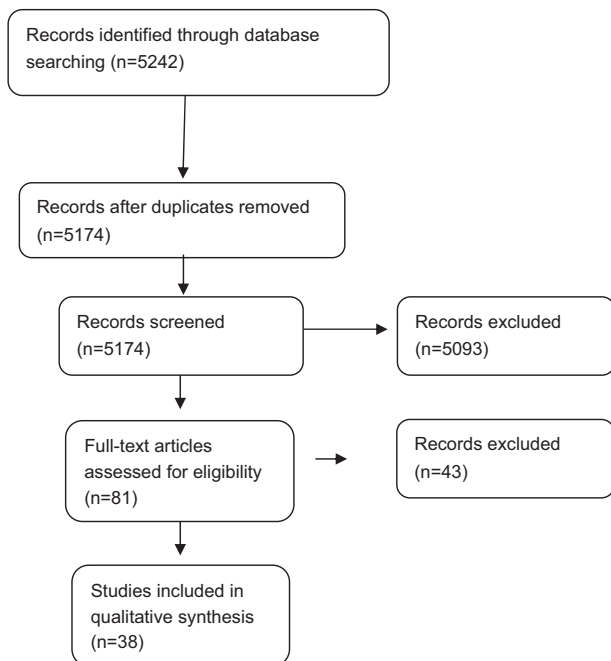 Records identified through database
searching (n=5242)
Records after duplicates removed
(n=5174)
Records screened
(n=5174)
Records excluded
(n=5093)
Full-text articles
assessed for eligibility
(n=81)
Records excluded
(n=43)
Studies included in
qualitative synthesis
(n=38)